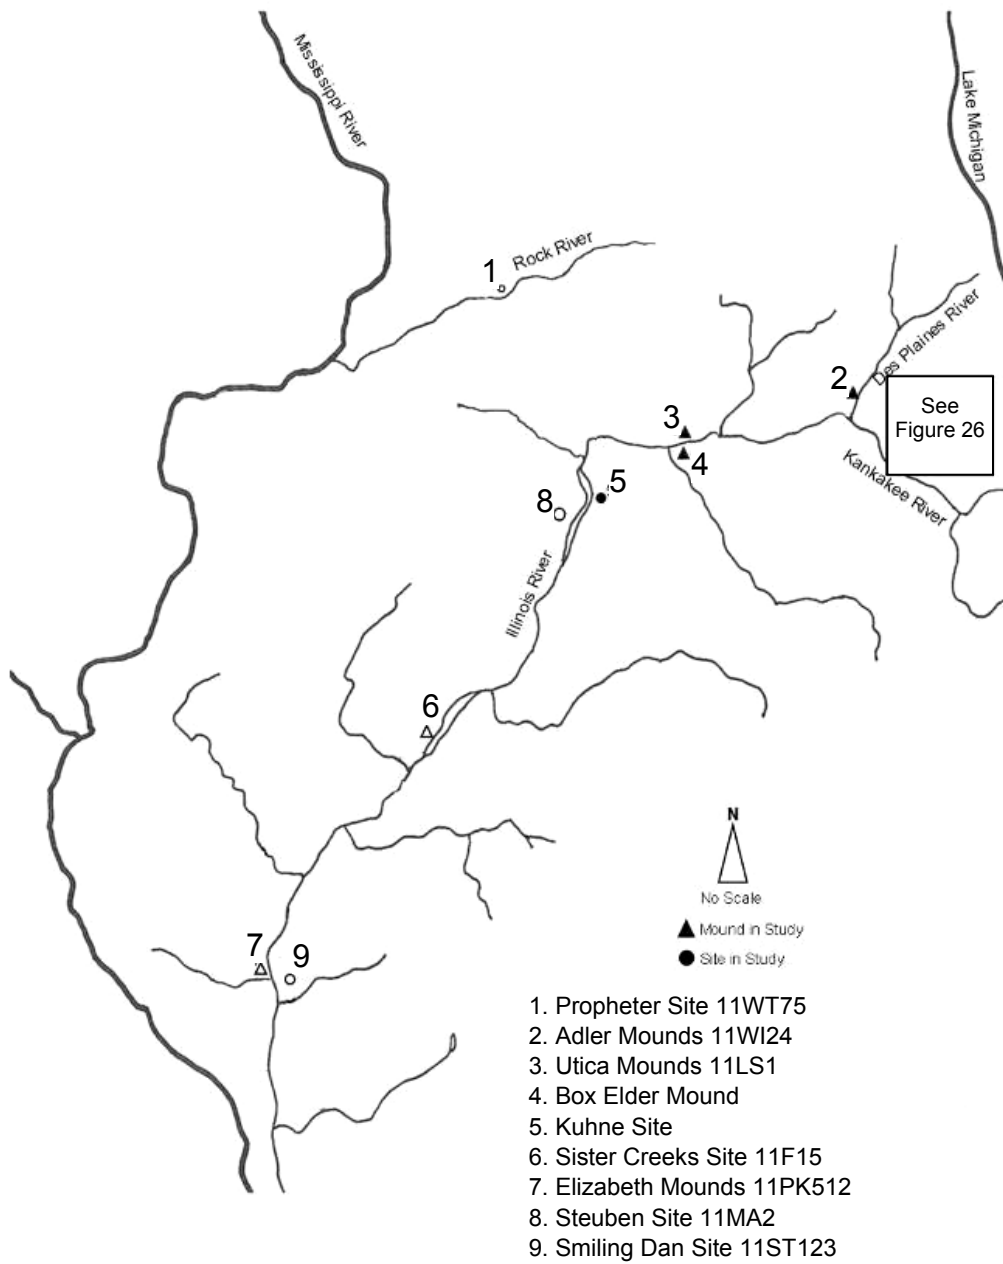 Mississippi River
Lake Michigan
1
Rock River
Des Plaines River
2
See
Figure 26
3
4
Kankakee River
5
8
Illinois River
6
N
No Scale
Mound in Study
Site in Study
7
9
1. Propheter Site 11WT75
2. Adler Mounds 11WI24
3. Utica Mounds 11LS1
4. Box Elder Mound
5. Kuhne Site
6. Sister Creeks Site 11F15
7. Elizabeth Mounds 11PK512
8. Steuben Site 11MA2
9. Smiling Dan Site 11ST123